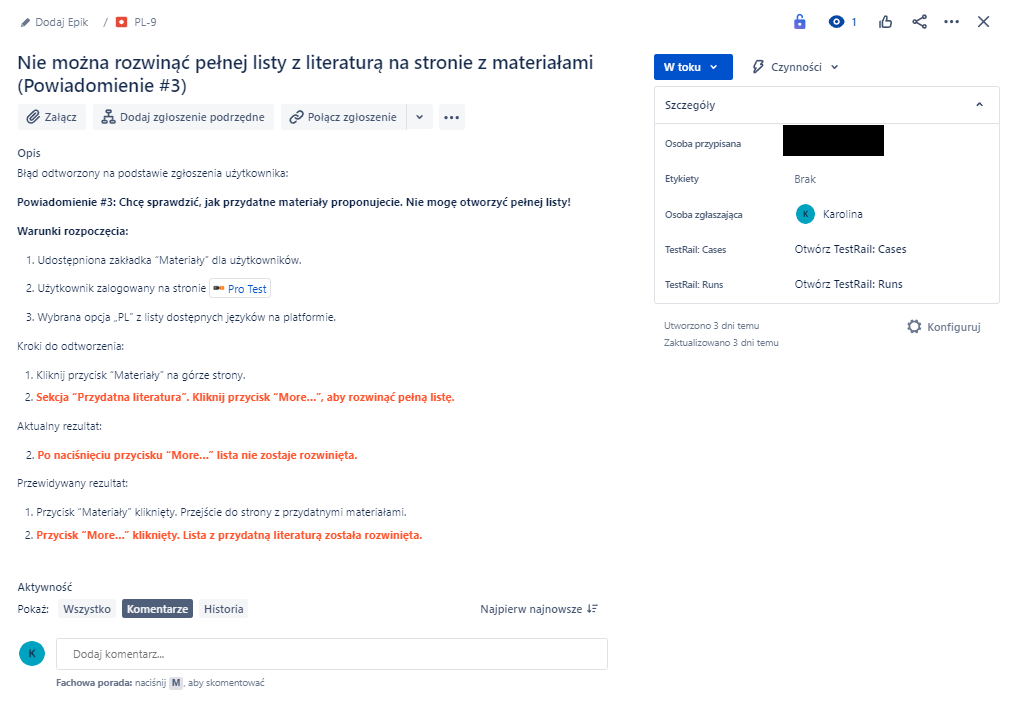 Dodaj Epik / PL-9
1
Nie można rozwinąć pełnej listy z literaturą na stronie z materiałami
(Powiadomienie #3)
Załącz
Dodaj zgłoszenie podrzędne
Połącz zgłoszenie
Opis
Błąd odtworzony na podstawie zgłoszenia użytkownika:
Powiadomienie #3: Chcę sprawdzić, jak przydatne materiały proponujecie. Nie mogę otworzyć pełnej listy!
Warunki rozpoczęcia:
1. Udostępniona zakładka “Materiały” dla użytkowników.
2. Użytkownik zalogowany na stronie Pro Test
3. Wybrana opcja „PL” z listy dostępnych języków na platformie.
Kroki do odtworzenia:
1. Kliknij przycisk “Materiały” na górze strony.
2. Sekcja “Przydatna literatura”. Kliknij przycisk “More...”, aby rozwinąć pełną listę.
Aktualny rezultat:
2. Po naciśnięciu przycisku “More...” lista nie zostaje rozwinięta.
Przewidywany rezultat:
1. Przycisk “Materiały” kliknięty. Przejście do strony z przydatnymi materiałami.
2. Przycisk “More...” kliknięty. Lista z przydatną literaturą została rozwinięta.
Aktywność
Pokaż: Wszystko Komentarze Historia
Najpierw najnowsze
K
Dodaj komentarz...
Fachowa porada: naciśnij M, aby skomentować
W toku
Czynności
Szczegóły
Osoba przypisana
Etykiety
Brak
Osoba zgłaszająca
K Karolina
TestRail: Cases
Otwórz TestRail: Cases
TestRail: Runs
Otwórz TestRail: Runs
Utworzono 3 dni temu
Zaktualizowano 3 dni temu
Konfiguruj